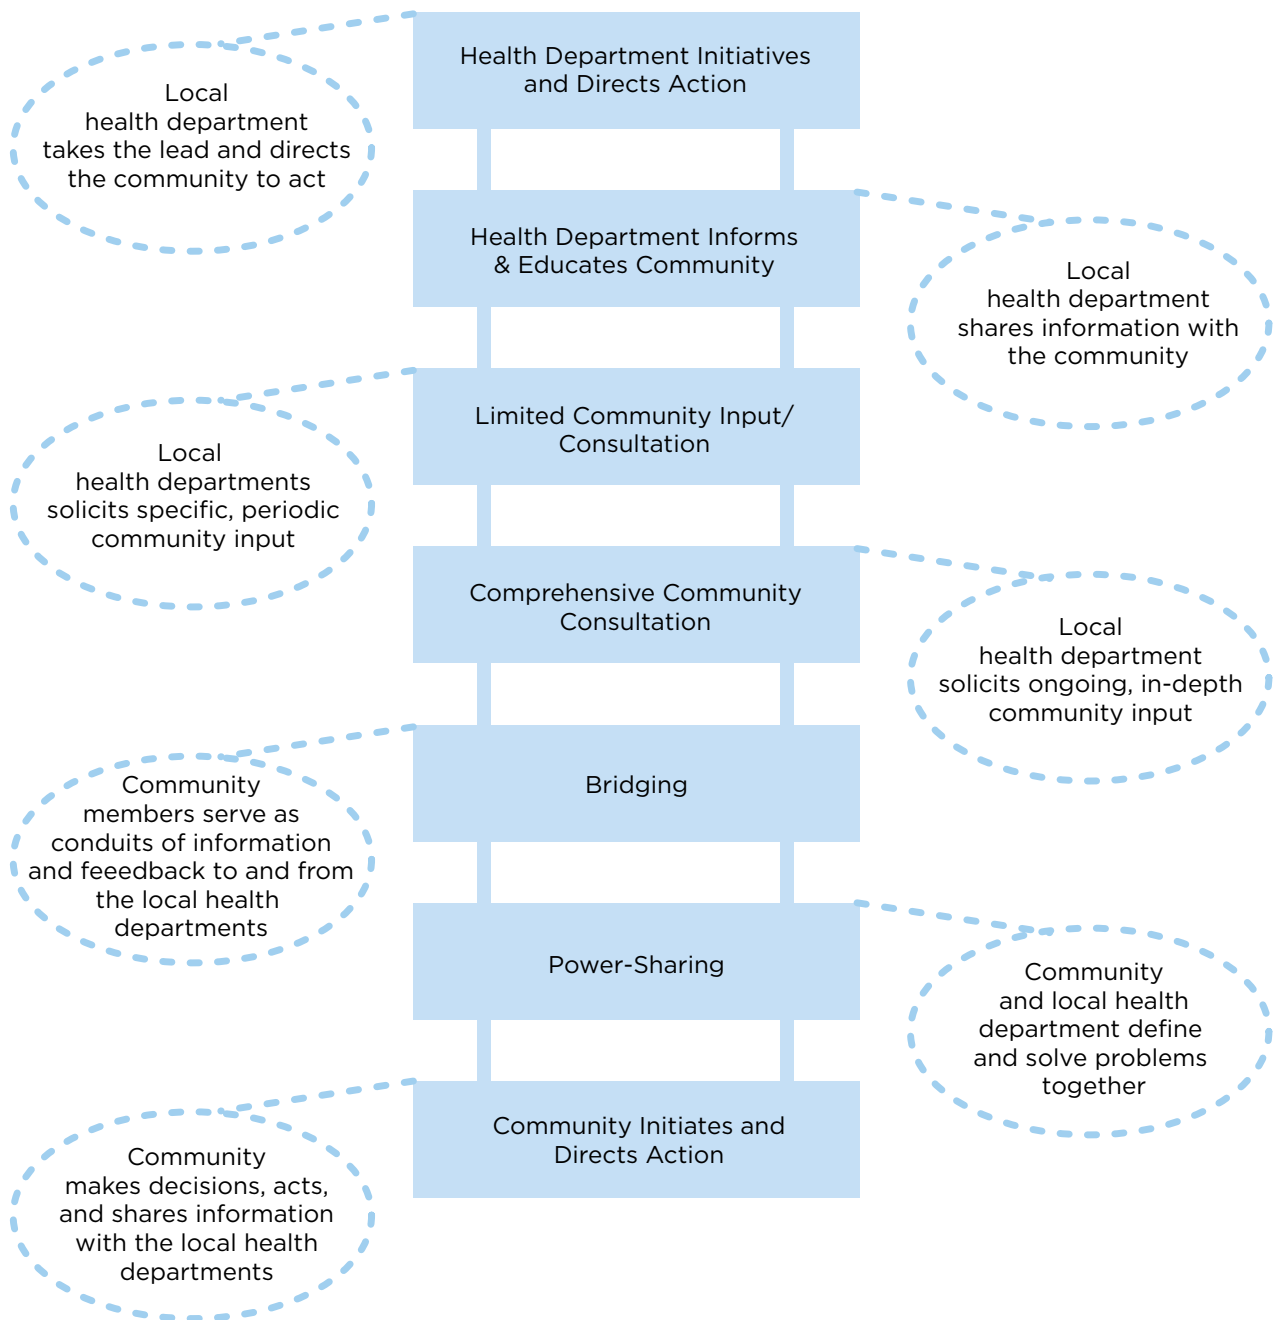 Health Department Initiatives
and Directs Action
Local
health department
takes the lead and directs
the community to act
Health Department Informs
& Educates Community
Local
health department
shares information with
the community
Limited Community Input/
Consultation
Local
health departments
solicits specific, periodic
community input
Comprehensive Community
Consultation
Local
health department
solicits ongoing, in-depth
community input
Bridging
Community
members serve as
conduits of information
and feeedback to and from
the local health
departments
Power-Sharing
Community
and local health
department define
and solve problems
together
Community Initiates and
Directs Action
Community
makes decisions, acts,
and shares information
with the local health
departments